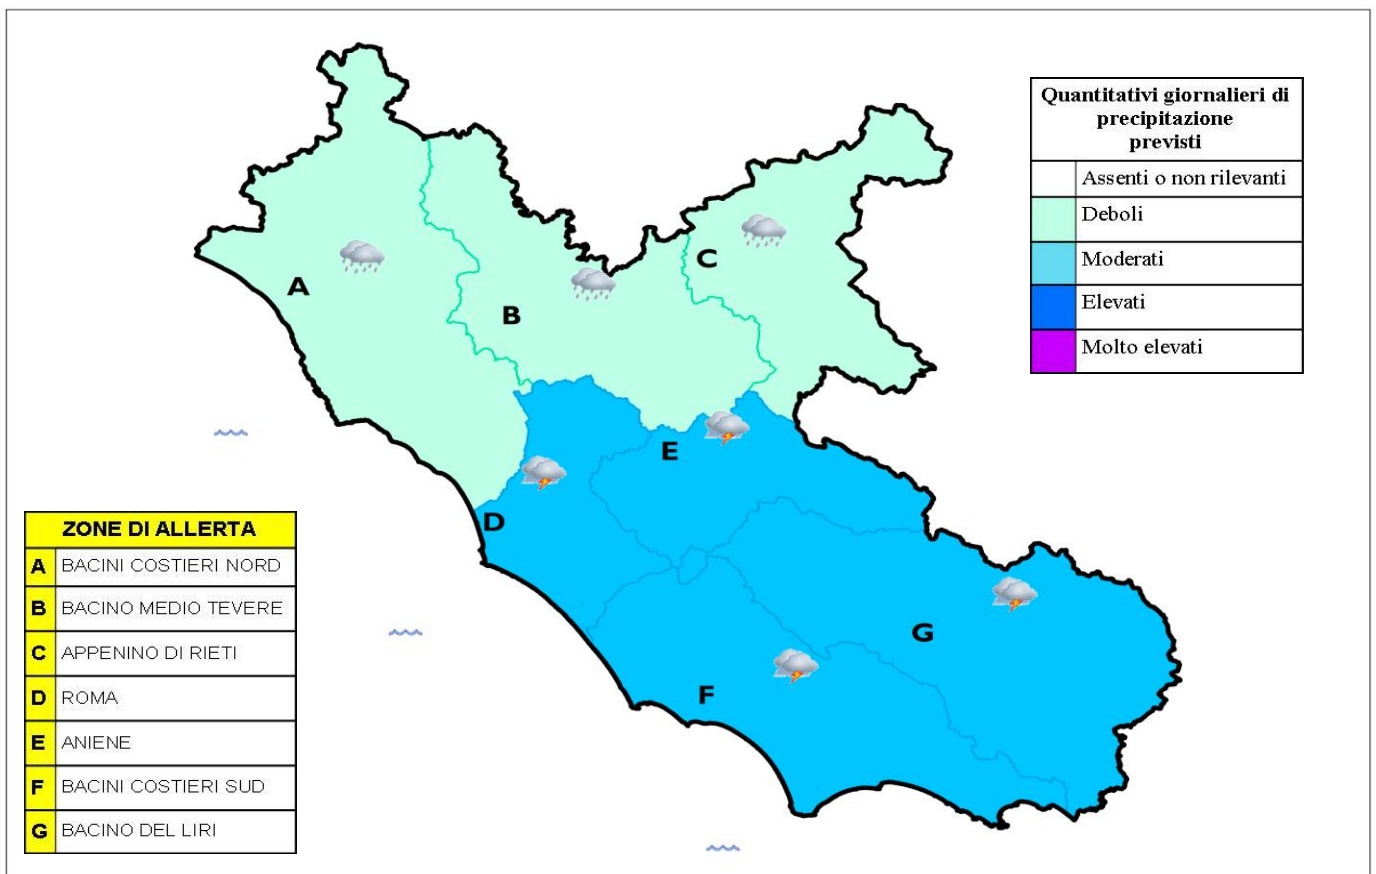 Quantitativi giornalieri di
precipitazione
previsti
Assenti o non rilevanti
Deboli
Moderati
Elevati
Molto elevati
A
B
C
D
E
F
G
ZONE DI ALLERTA
A BACINI COSTIERI NORD
B BACINO MEDIO TEVERE
C APPENINO DI RIETI
D ROMA
E ANIENE
F BACINI COSTIERI SUD
G BACINO DEL LIRI